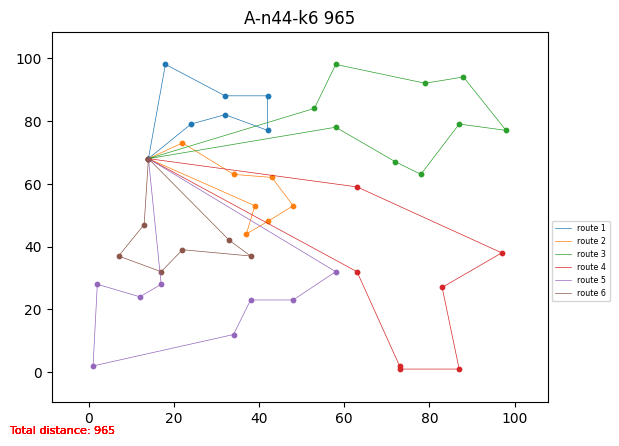 A-n44-k6 965
100
80
60
40
20
0
0 20 40 60 80 100
route 1
route 2
route 3
route 4
route 5
route 6
Total distance: 965